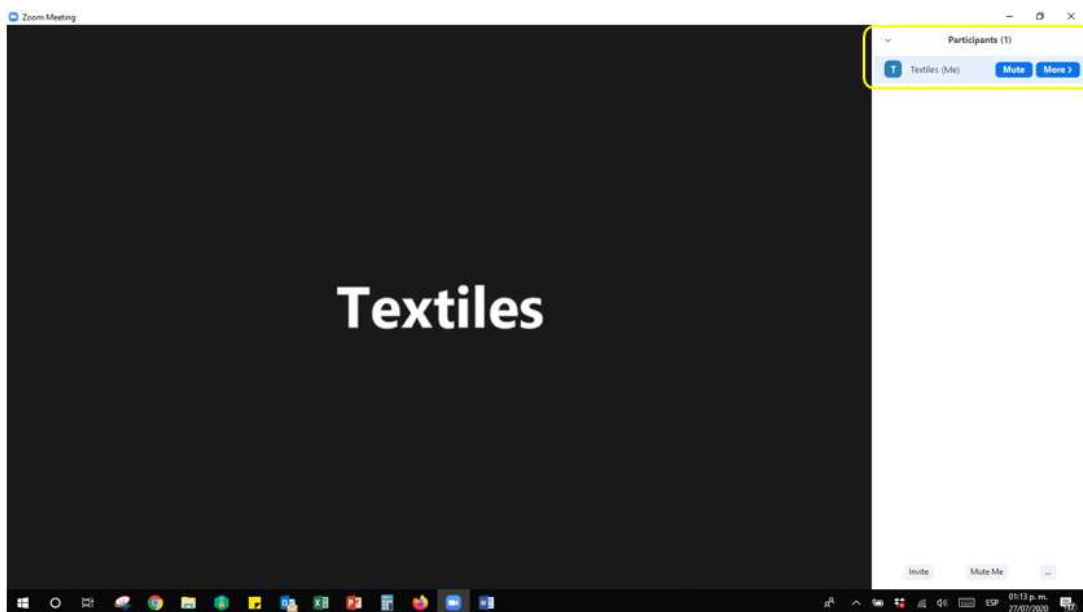 Zoom Meeting
Participants (1)
T Textiles (Me) Mute More >
Textiles
Invite Mute Me ...
ESP 01:13 p. m.
27/07/2020